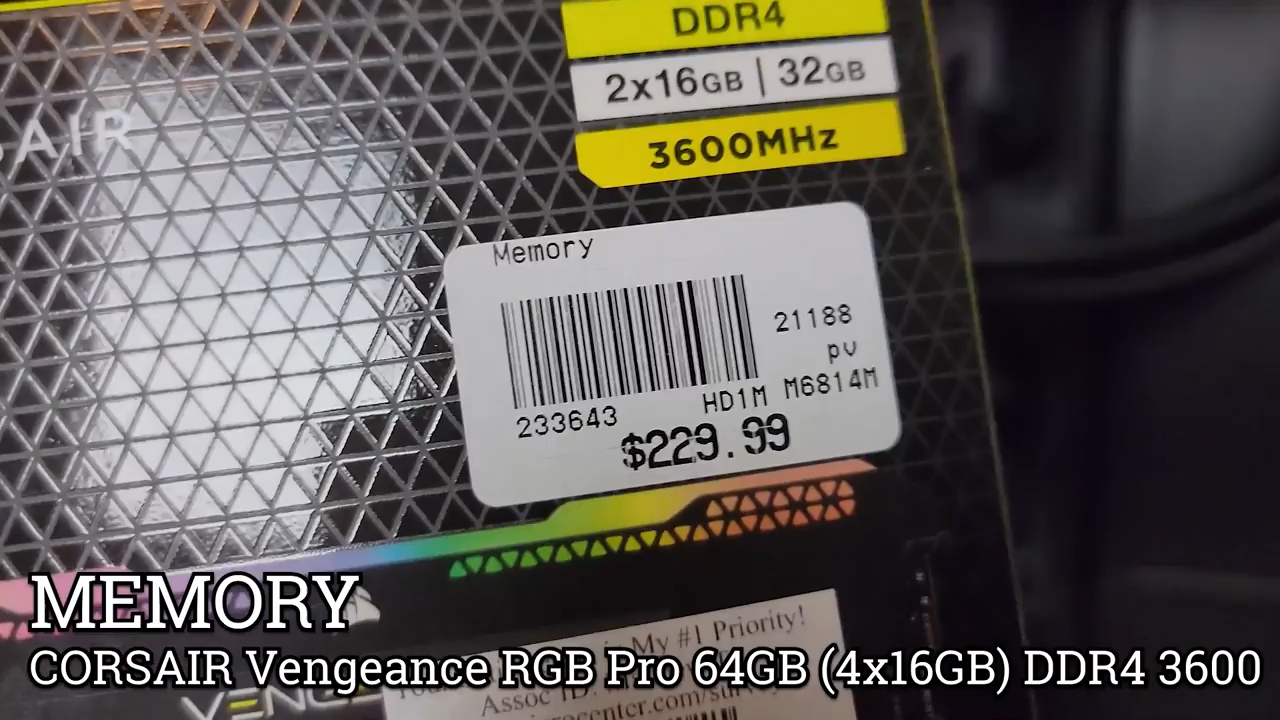 DDR4
2x16GB | 32GB
3600MHz
AIR
Memory
21188
pv
233643
HD1M M6814M
$229.99
MEMORY
My #1 Priority!
CORSAIR Vengeance RGB Pro 64GB (4x16GB) DDR4 3600
Assoc ID: